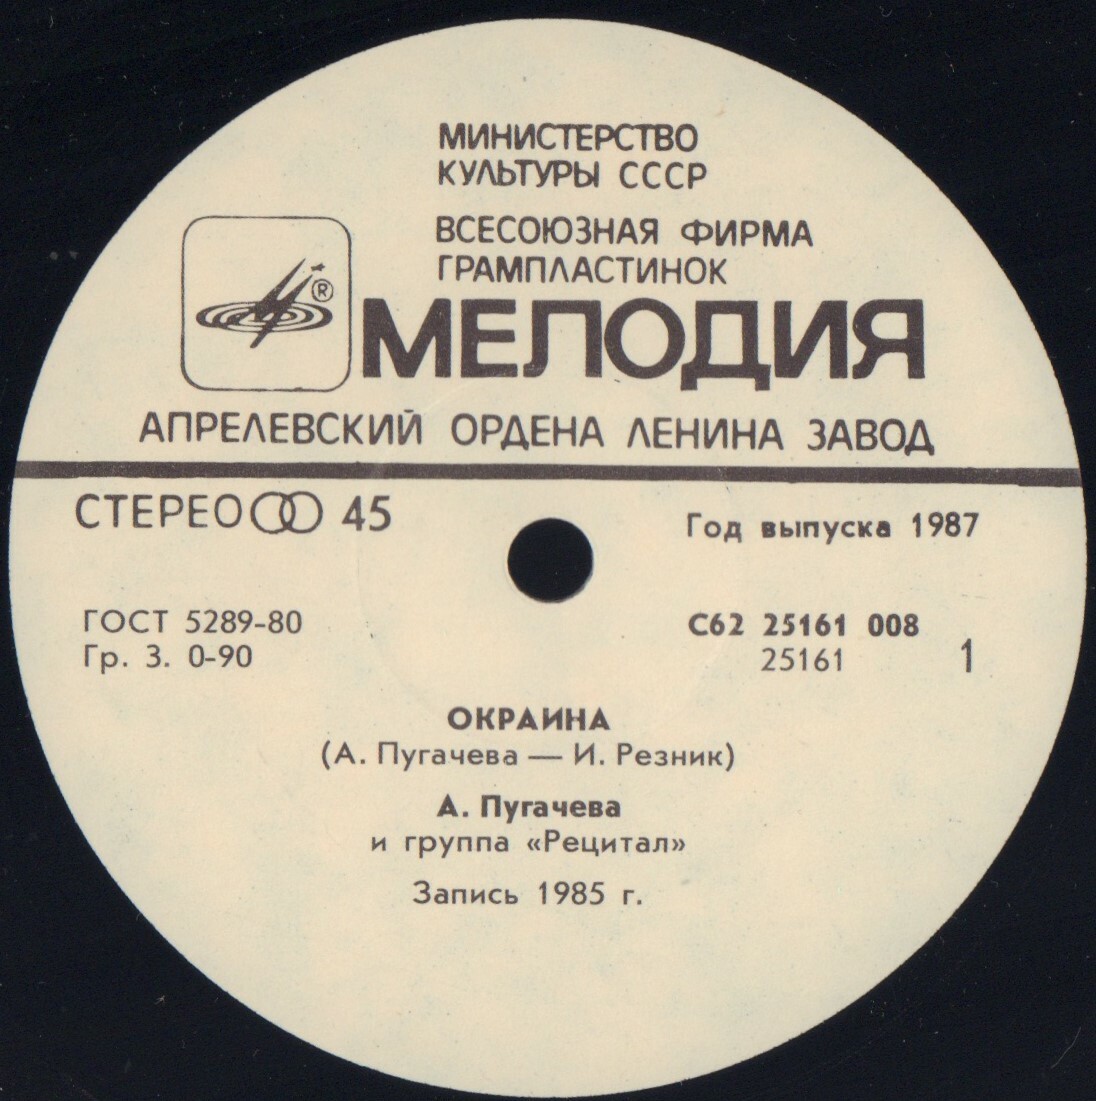 МИНИСТЕРСТВО
КУЛЬТУРЫ СССР
ВСЕСОЮЗНАЯ ФИРМА
ГРАМПЛАСТИНОК
®
МЕЛОДИЯ
АПРЕЛЕВСКИЙ ОРДЕНА ЛЕНИНА ЗАВОД
СТЕРЕО 45
Год выпуска 1987
ГОСТ 5289-80
Гр. 3. 0-90
С62 25161 008
25161 1
ОКРАИНА
(А. Пугачева — И. Резник)
А. Пугачева
и группа «Рецитал»
Запись 1985 г.